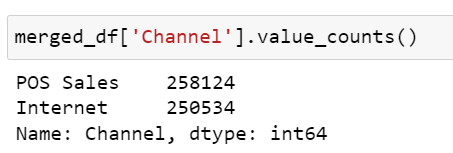 merged_df['Channel'].value_counts()
POS Sales     258124
Internet      250534
Name: Channel, dtype: int64